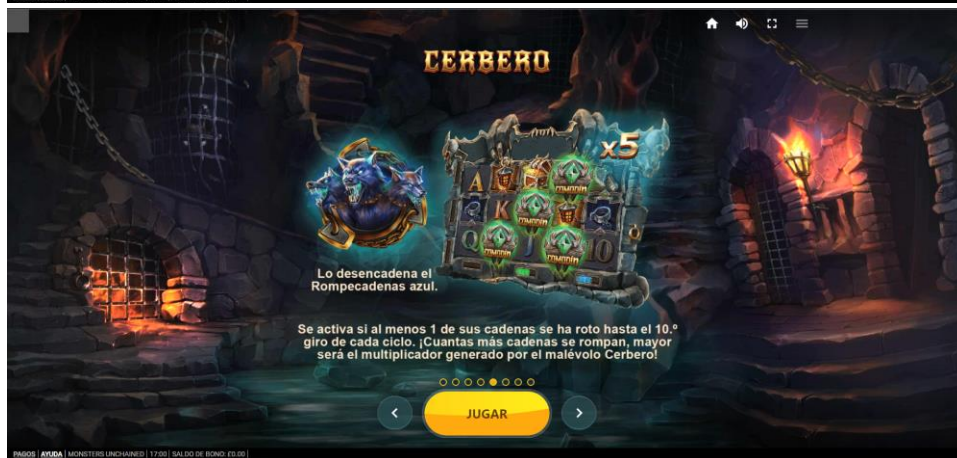 CERBERO
x5
A
COMODÍN
K
COMODÍN
Q
COMODÍN
J
COMODÍN
10
Lo desencadena el
Rompecadenas azul.
Se activa si al menos 1 de sus cadenas se ha roto hasta el 10.º
giro de cada ciclo. ¡Cuantas más cadenas se rompan, mayor
será el multiplicador generado por el malévolo Cerbero!
JUGAR
PAGOS | AYUDA | MONSTERS UNCHAINED | 17:00 | SALDO DE BONO: £0.00 |